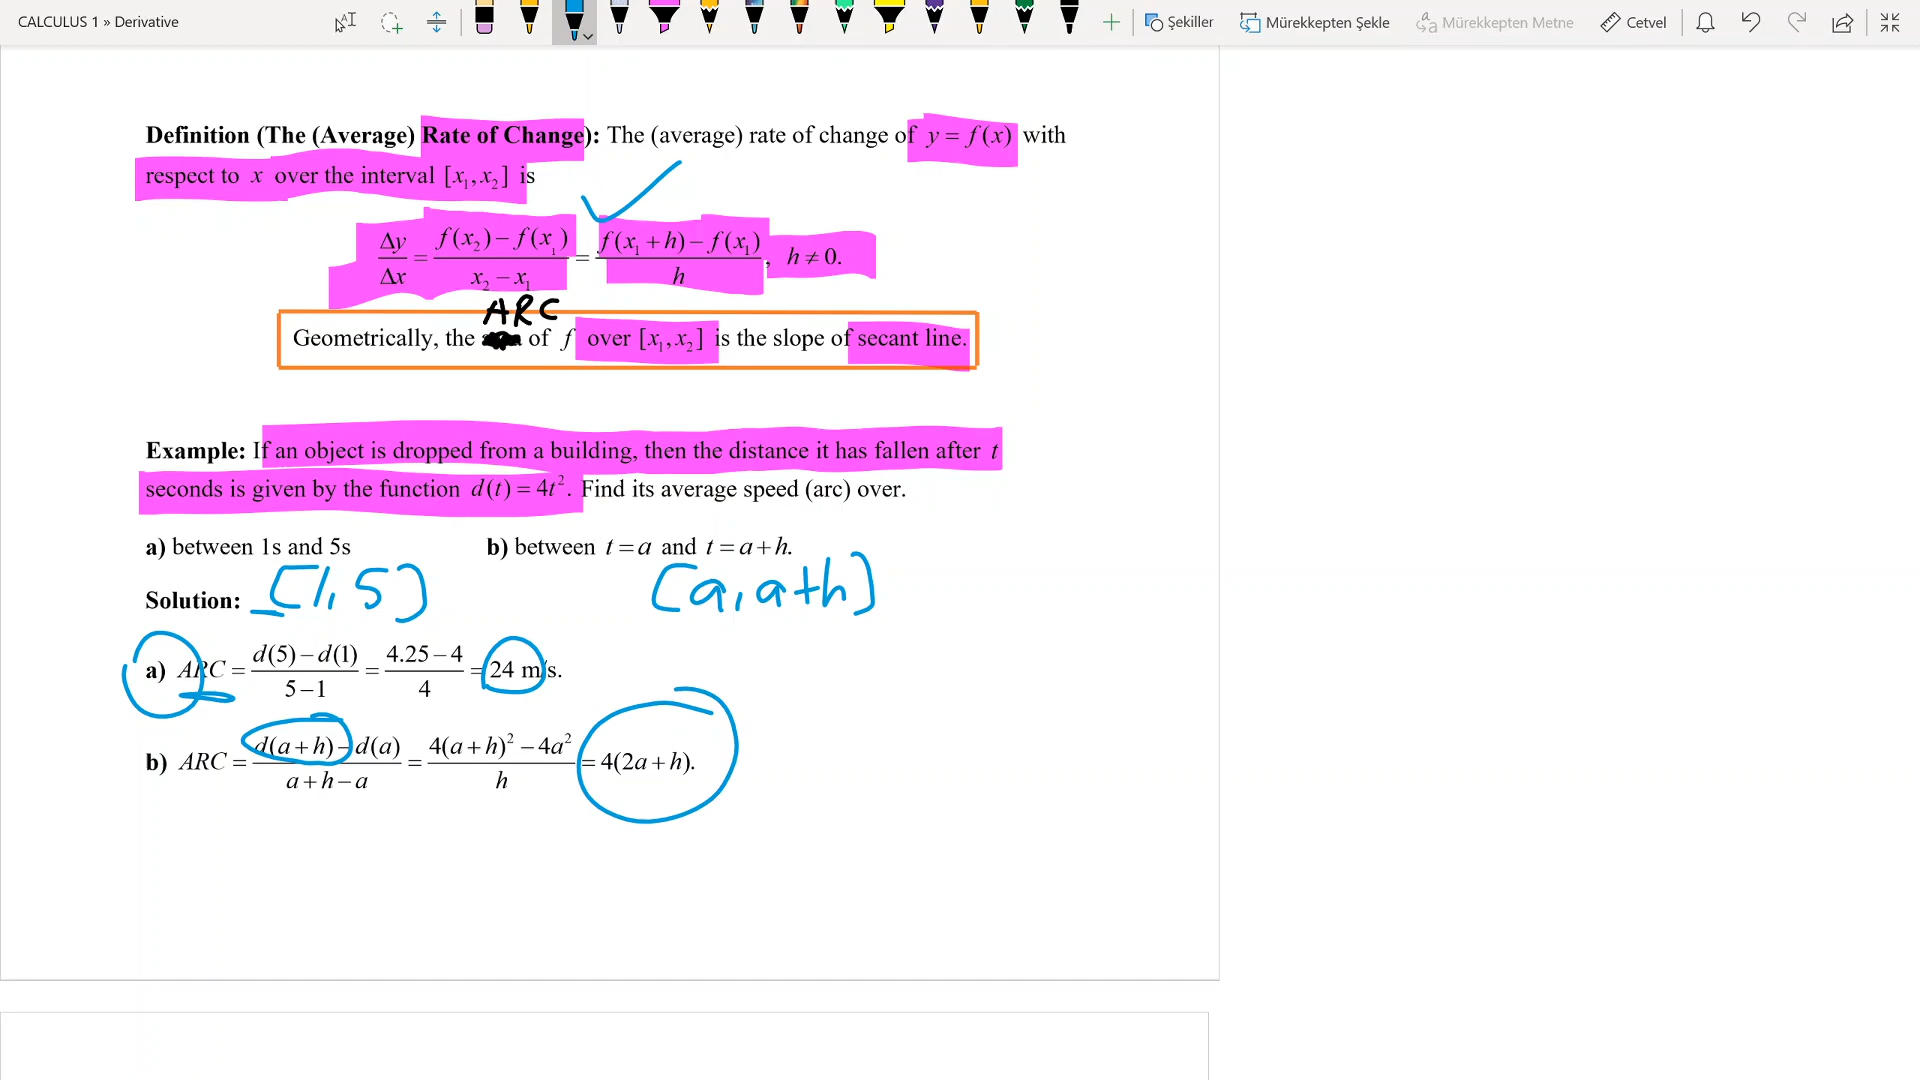 CALCULUS 1 » Derivative
Şekiller Mürekkepten Şekle Mürekkepten Metne Cetvel
Definition (The (Average) Rate of Change): The (average) rate of change of y = f(x) with
respect to x over the interval [x₁, x₂] is
Δy/Δx = (f(x₂) − f(x₁))/(x₂ − x₁) = (f(x₁ + h) − f(x₁))/h, h ≠ 0.
ARC
Geometrically, the of f over [x₁, x₂] is the slope of secant line.
Example: If an object is dropped from a building, then the distance it has fallen after t
seconds is given by the function d(t) = 4t². Find its average speed (arc) over.
a) between 1s and 5s b) between t = a and t = a + h.
Solution: [1, 5] [a, a+h]
a) ARC = (d(5) − d(1))/(5 − 1) = (4.25 − 4)/4 = 24 m/s.
b) ARC = (d(a + h) − d(a))/(a + h − a) = (4(a + h)² − 4a²)/h = 4(2a + h).